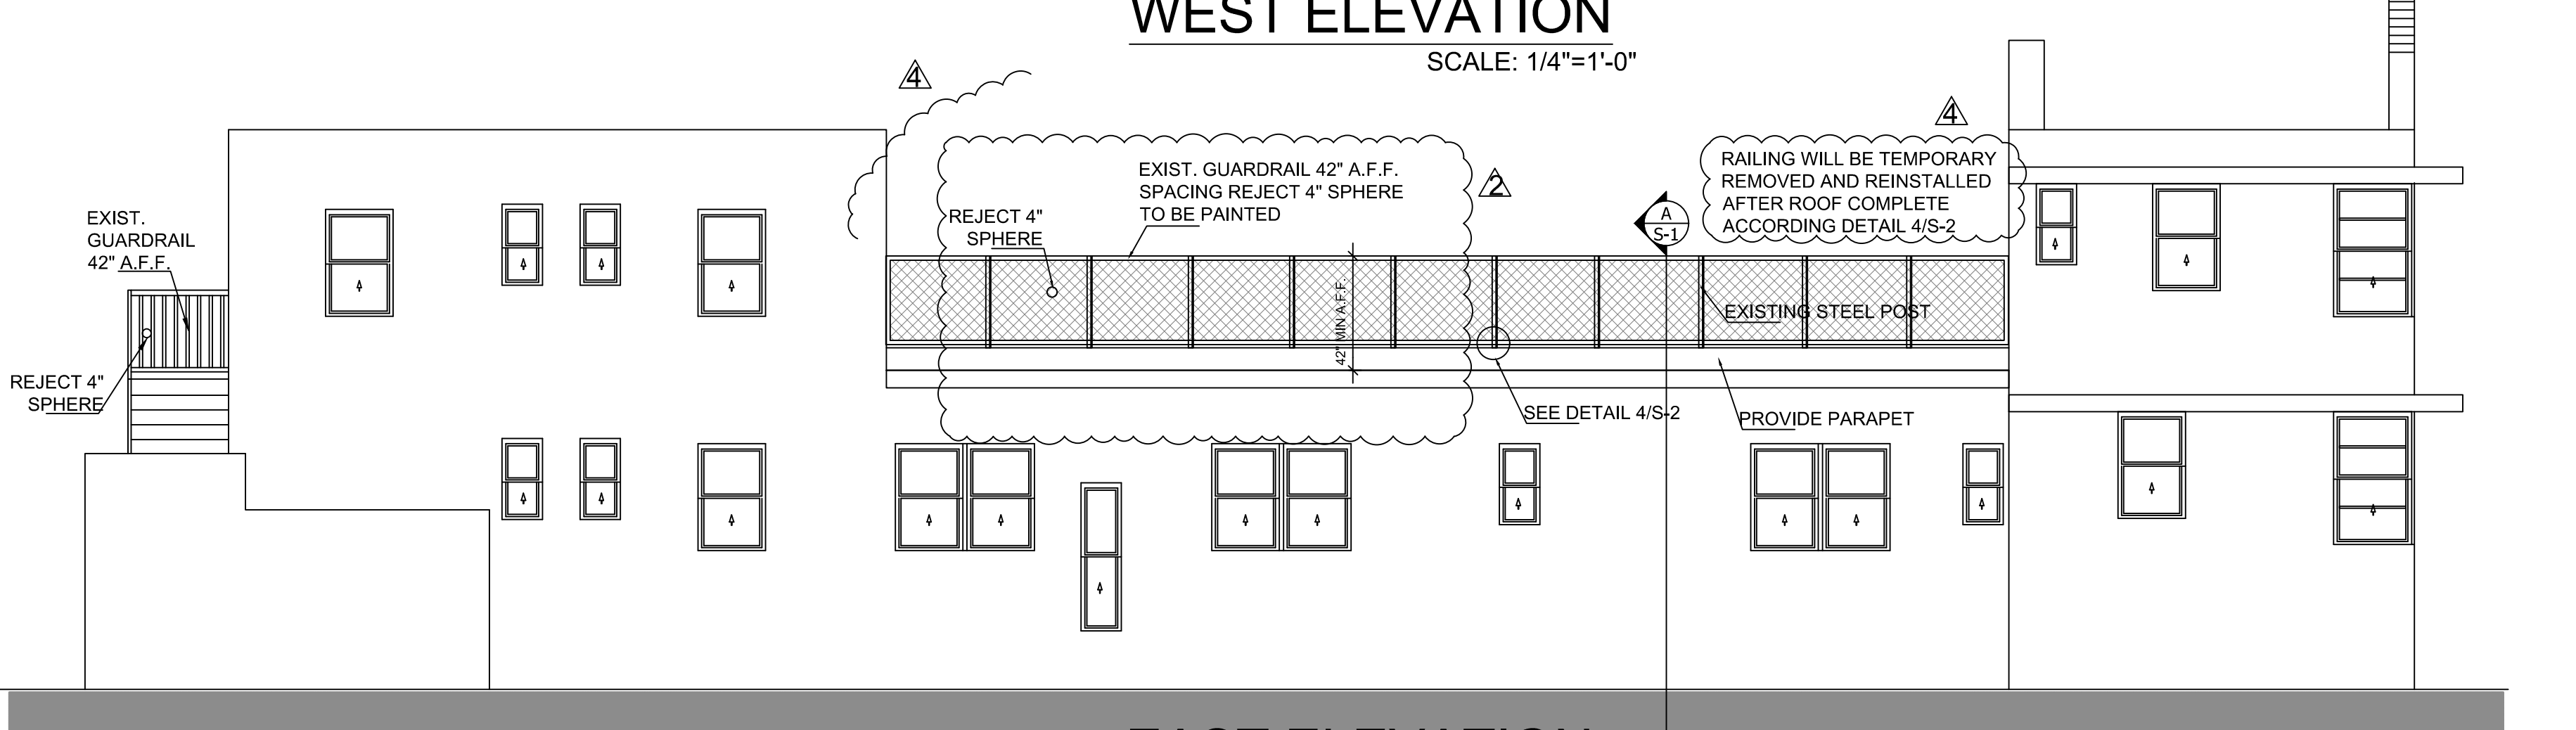 WEST ELEVATION
SCALE: 1/4"=1'-0"
4
4
2
RAILING WILL BE TEMPORARY
REMOVED AND REINSTALLED
AFTER ROOF COMPLETE
ACCORDING DETAIL 4/S-2
EXIST. GUARDRAIL 42" A.F.F.
SPACING REJECT 4" SPHERE
TO BE PAINTED
REJECT 4"
SPHERE
A
S-1
EXIST.
GUARDRAIL
42" A.F.F.
42" MIN A.F.F.
EXISTING STEEL POST
REJECT 4"
SPHERE
SEE DETAIL 4/S-2
PROVIDE PARAPET
EAST ELEVATION